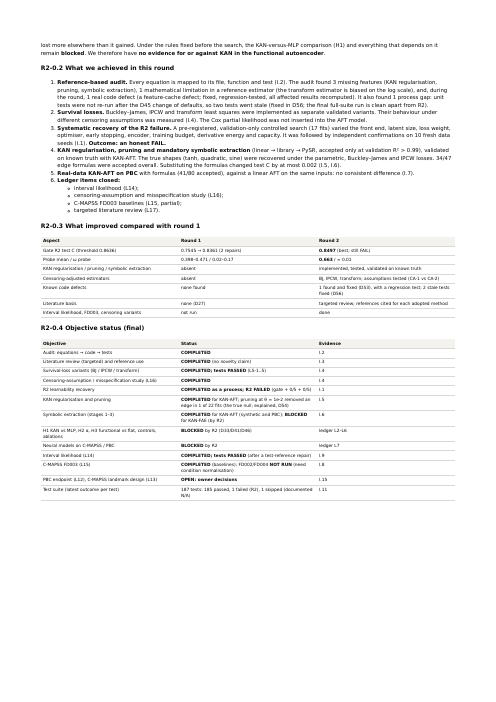 lost more elsewhere than it gained. Under the rules fixed before the search, the KAN-versus-MLP comparison (H1) and everything that depends on it
remain blocked. We therefore have no evidence for or against KAN in the functional autoencoder.
R2-0.2 What we achieved in this round
1. Reference-based audit. Every equation is mapped to its file, function and test (I.2). The audit found 3 missing features (KAN regularisation,
pruning, symbolic extraction), 1 mathematical limitation in a reference estimator (the transform estimator is biased on the log scale), and, during
the round, 1 real code defect (a feature-cache defect; fixed, regression-tested, all affected results recomputed). It also found 1 process gap: unit
tests were not re-run after the D45 change of defaults, so two tests went stale (fixed in D56; the final full-suite run is clean apart from R2).
2. Survival losses. Buckley-James, IPCW and transform least squares were implemented as separate validated variants. Their behaviour under
different censoring assumptions was measured (I.4). The Cox partial likelihood was not inserted into the AFT model.
3. Systematic recovery of the R2 failure. A pre-registered, validation-only controlled search (17 fits) varied the front end, latent size, loss weight,
optimiser, early stopping, encoder, training budget, derivative energy and capacity. It was followed by independent confirmations on 10 fresh data
seeds (I.1). Outcome: an honest FAIL.
4. KAN regularisation, pruning and mandatory symbolic extraction (linear → library → PySR, accepted only at validation R² > 0.99), validated
on known truth with KAN-AFT. The true shapes (tanh, quadratic, sine) were recovered under the parametric, Buckley-James and IPCW losses. 34/47
edge formulas were accepted overall. Substituting the formulas changed test C by at most 0.002 (I.5, I.6).
5. Real-data KAN-AFT on PBC with formulas (41/80 accepted), against a linear AFT on the same inputs: no consistent difference (I.7).
6. Ledger items closed:
interval likelihood (L14);
censoring-assumption and misspecification study (L16);
C-MAPSS FD003 baselines (L15, partial);
targeted literature review (L17).
R2-0.3 What improved compared with round 1
Aspect Round 1 Round 2
Gate R2 test C (threshold 0.8636) 0.7545 → 0.8361 (2 repairs) 0.8497 (best; still FAIL)
Probe mean / ω probe 0.398–0.471 / 0.02–0.17 0.663 / ≈ 0.01
KAN regularisation / pruning / symbolic extraction absent implemented, tested, validated on known truth
Censoring-adjusted estimators absent BJ, IPCW, transform; assumptions tested (CA-1 vs CA-2)
Known code defects none found 1 found and fixed (D53), with a regression test; 2 stale tests
fixed (D56)
Literature basis none (D27) targeted review; references cited for each adopted method
Interval likelihood, FD003, censoring variants not run done
R2-0.4 Objective status (final)
Objective Status Evidence
Audit: equations → code → tests COMPLETED I.2
Literature review (targeted) and reference use COMPLETED (no novelty claim) I.3
Survival-loss variants (BJ / IPCW / transform) COMPLETED; tests PASSED (LS-1..5) I.4
Censoring-assumption / misspecification study (L16) COMPLETED I.4
R2 learnability recovery COMPLETED as a process; R2 FAILED (gate + 0/5 + 0/5) I.1
KAN regularisation and pruning COMPLETED for KAN-AFT; pruning at θ = 1e-2 removed an
edge in 1 of 22 fits (the true null; explained, D54) I.5
Symbolic extraction (stages 1–3) COMPLETED for KAN-AFT (synthetic and PBC); BLOCKED
for KAN-FAE (by R2) I.6
H1 KAN vs MLP, H2 α, H3 functional vs flat, controls,
ablations BLOCKED by R2 (D33/D41/D46) ledger L2–L6
Neural models on C-MAPSS / PBC BLOCKED by R2 ledger L7
Interval likelihood (L14) COMPLETED; tests PASSED (after a test-reference repair) I.9
C-MAPSS FD003 (L15) COMPLETED (baselines); FD002/FD004 NOT RUN (need
condition normalisation) I.8
PBC endpoint (L12), C-MAPSS landmark design (L13) OPEN: owner decisions I.15
Test suite (latest outcome per test) 187 tests: 185 passed, 1 failed (R2), 1 skipped (documented
N/A) I.11